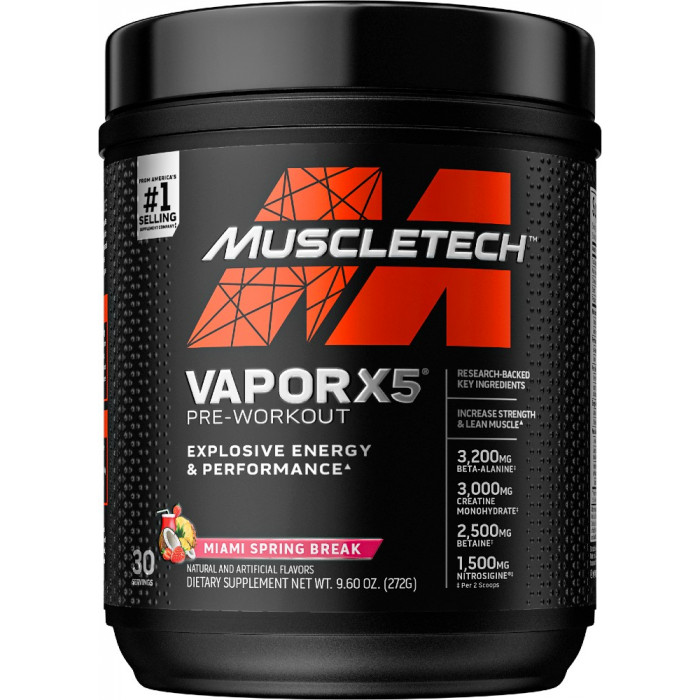 FROM AMERICA'S
#1
SELLING
SUPPLEMENT COMPANY‡
MUSCLETECH™
VAPORX5®
PRE-WORKOUT
EXPLOSIVE ENERGY
& PERFORMANCE▲
RESEARCH-BACKED
KEY INGREDIENTS
INCREASE STRENGTH
& LEAN MUSCLE▲
3,200MG
BETA-ALANINE‡
3,000MG
CREATINE
MONOHYDRATE‡
2,500MG
BETAINE‡
1,500MG
NITROSIGINE®‡
‡ Per 2 Scoops
MIAMI SPRING BREAK
30
SERVINGS
NATURAL AND ARTIFICIAL FLAVORS
DIETARY SUPPLEMENT NET WT. 9.60 OZ. (272G)